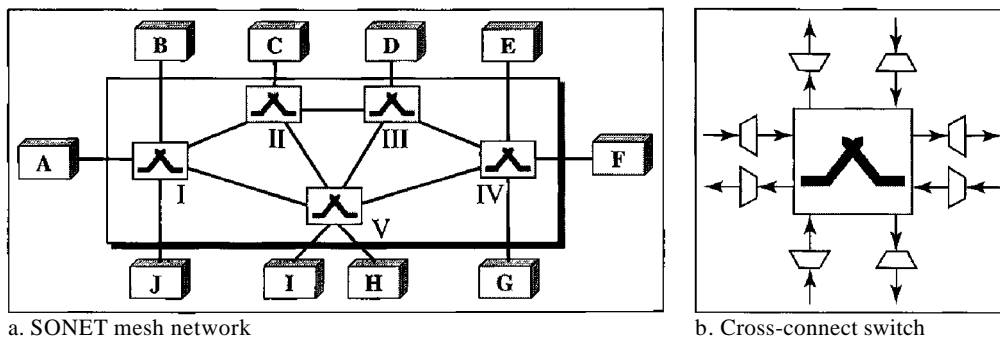 B C D E
II III
A F
I IV
V
J I H G
a. SONET mesh network
b. Cross-connect switch